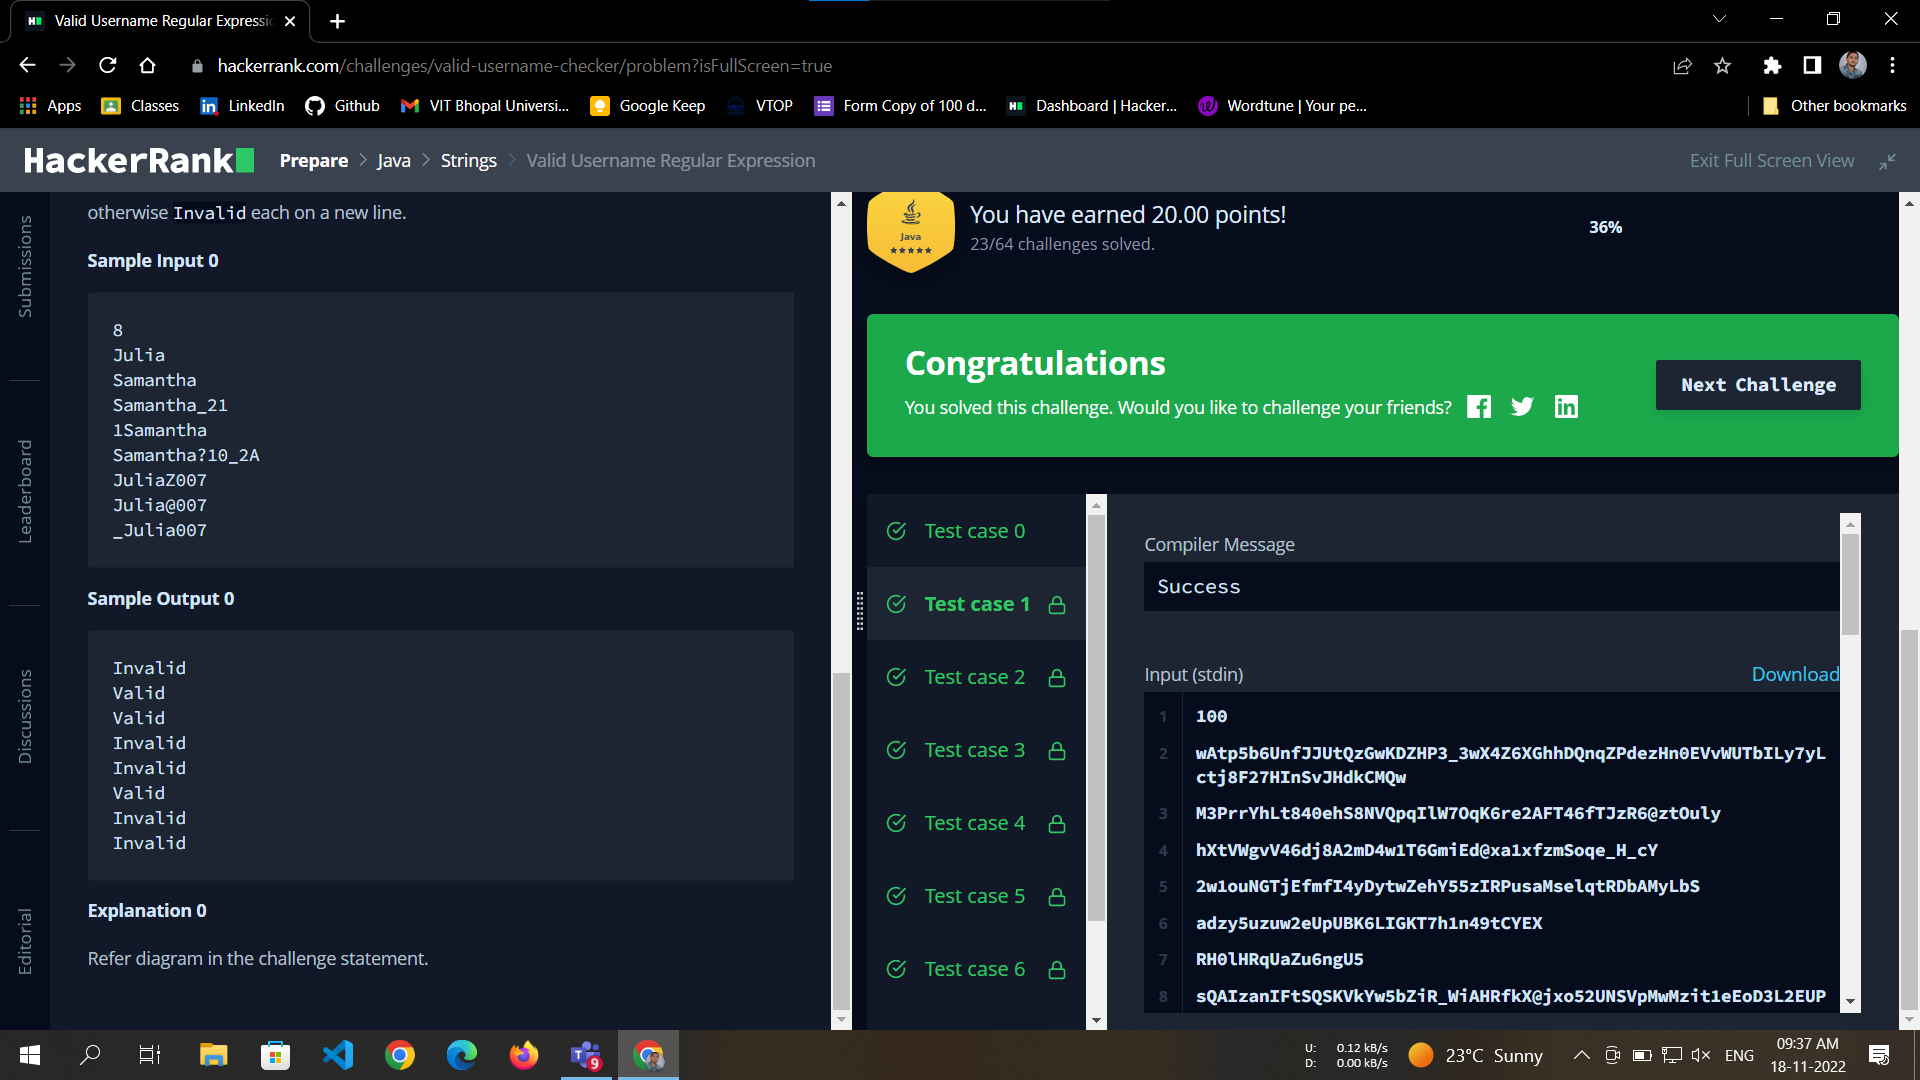 Valid Username Regular Expressi
hackerrank.com/challenges/valid-username-checker/problem?isFullScreen=true
Apps Classes LinkedIn Github VIT Bhopal Universi... Google Keep VTOP Form Copy of 100 d... Dashboard | Hacker... Wordtune | Your pe... Other bookmarks
HackerRank Prepare Java Strings Valid Username Regular Expression Exit Full Screen View
Submissions
Leaderboard
Discussions
Editorial
otherwise Invalid each on a new line.
Sample Input 0
8
Julia
Samantha
Samantha_21
1Samantha
Samantha?10_2A
JuliaZ007
Julia@007
_Julia007
Sample Output 0
Invalid
Valid
Valid
Invalid
Invalid
Valid
Invalid
Invalid
Explanation 0
Refer diagram in the challenge statement.
Java
You have earned 20.00 points!
23/64 challenges solved.
36%
Congratulations
You solved this challenge. Would you like to challenge your friends?
Next Challenge
Test case 0
Test case 1
Test case 2
Test case 3
Test case 4
Test case 5
Test case 6
Compiler Message
Success
Input (stdin) Download
1 100
2 wAtp5b6UnfJJUtQzGwKDZHP3_3wX4Z6XGhhDQnqZPdezHn0EVvWUTbILy7yL
ctj8F27HInSvJHdkCMQw
3 M3PrrYhLt840ehS8NVQpqIlW7OqK6re2AFT46fTJzR6@ztOuly
4 hXtVWgvV46dj8A2mD4w1T6GmiEd@xa1xfzmSoqe_H_cY
5 2w1ouNGTjEfmfI4yDytwZehY55zIRPusaMselqtRDbAMyLbS
6 adzy5uzuw2eUpUBK6LIGKT7h1n49tCYEX
7 RH0lHRqUaZu6ngU5
8 sQAIzanIFtSQSKVkYw5bZiR_WiAHRfkX@jxo52UNSVpMwMzit1eEoD3L2EUP
9
U: 0.12 kB/s
D: 0.00 kB/s
23°C Sunny
ENG
09:37 AM
18-11-2022